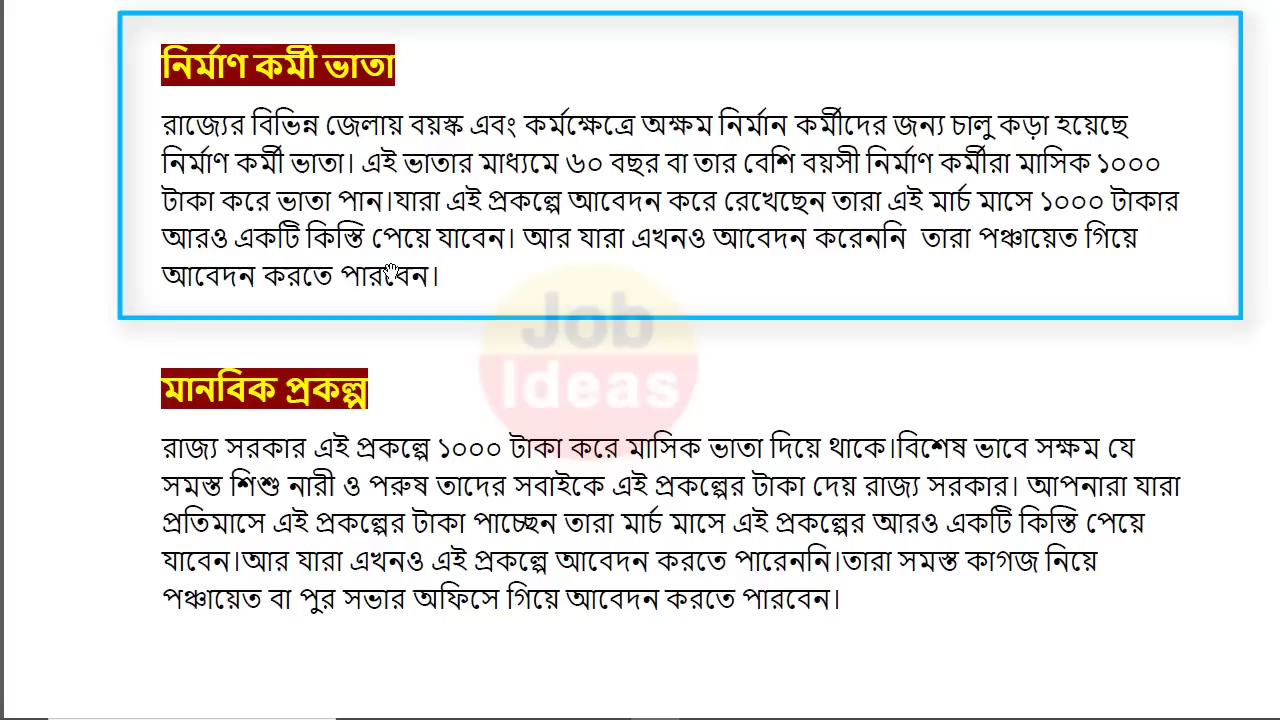 নির্মাণ কর্মী ভাতা
রাজ্যের বিভিন্ন জেলায় বয়স্ক এবং কর্মক্ষেত্রে অক্ষম নির্মান কর্মীদের জন্য চালু কড়া হয়েছে
নির্মাণ কর্মী ভাতা। এই ভাতার মাধ্যমে ৬০ বছর বা তার বেশি বয়সী নির্মাণ কর্মীরা মাসিক ১০০০
টাকা করে ভাতা পান।যারা এই প্রকল্পে আবেদন করে রেখেছেন তারা এই মার্চ মাসে ১০০০ টাকার
আরও একটি কিস্তি পেয়ে যাবেন। আর যারা এখনও আবেদন করেননি তারা পঞ্চায়েত গিয়ে
আবেদন করতে পারবেন।
Job
Ideas
মানবিক প্রকল্প
রাজ্য সরকার এই প্রকল্পে ১০০০ টাকা করে মাসিক ভাতা দিয়ে থাকে।বিশেষ ভাবে সক্ষম যে
সমস্ত শিশু নারী ও পরুষ তাদের সবাইকে এই প্রকল্পের টাকা দেয় রাজ্য সরকার। আপনারা যারা
প্রতিমাসে এই প্রকল্পের টাকা পাচ্ছেন তারা মার্চ মাসে এই প্রকল্পের আরও একটি কিস্তি পেয়ে
যাবেন।আর যারা এখনও এই প্রকল্পে আবেদন করতে পারেননি।তারা সমস্ত কাগজ নিয়ে
পঞ্চায়েত বা পুর সভার অফিসে গিয়ে আবেদন করতে পারবেন।